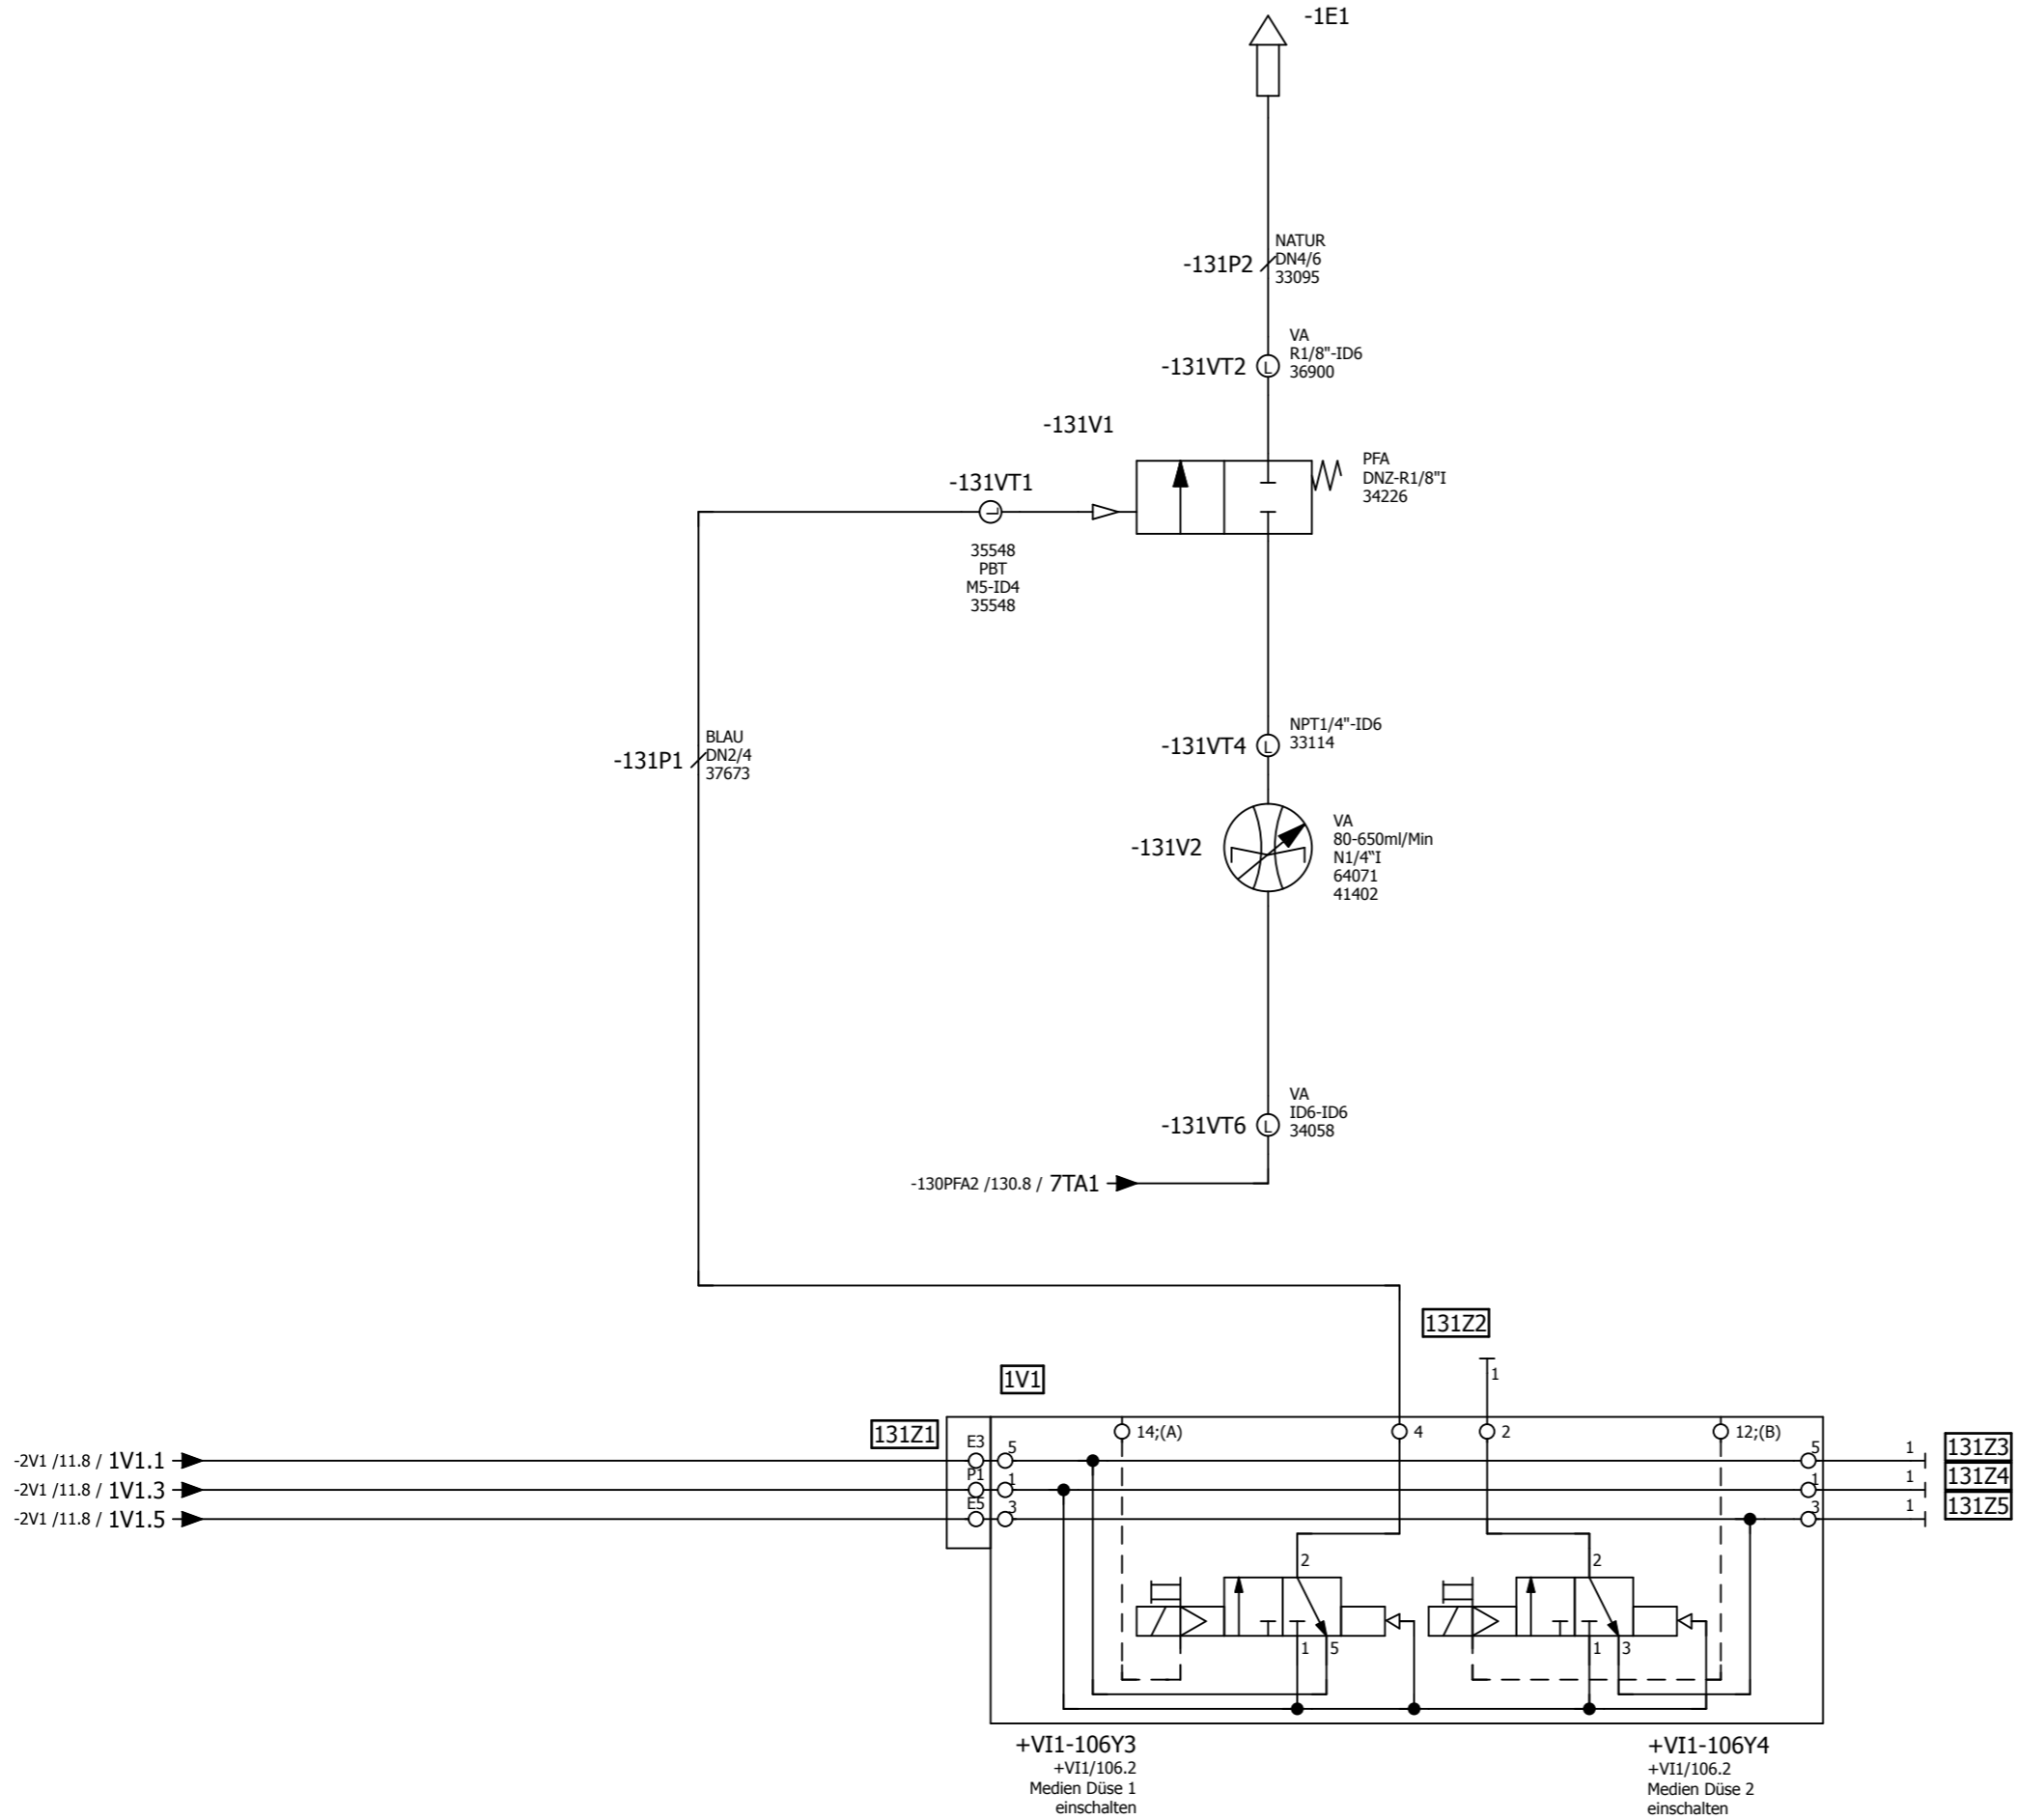 -1E1
NATUR
DN4/6
33095
-131P2
VA
R1/8"-ID6
36900
-131VT2
-131V1
PFA
DNZ-R1/8"I
34226
-131VT1
35548
PBT
M5-ID4
35548
BLAU
DN2/4
37673
-131P1
NPT1/4"-ID6
33114
-131VT4
VA
80-650ml/Min
N1/4“I
64071
41402
-131V2
VA
ID6-ID6
34058
-131VT6
-130PFA2 /130.8 / 7TA1
131Z2
1
1V1
131Z1
14;(A)
4
2
12;(B)
-2V1 /11.8 / 1V1.1
E3
5
5
1
131Z3
-2V1 /11.8 / 1V1.3
P1
1
1
1
131Z4
-2V1 /11.8 / 1V1.5
E5
3
3
1
131Z5
2
2
1
5
1
3
+VI1-106Y3
+VI1/106.2
Medien Düse 1
einschalten
+VI1-106Y4
+VI1/106.2
Medien Düse 2
einschalten
L
L
L
L